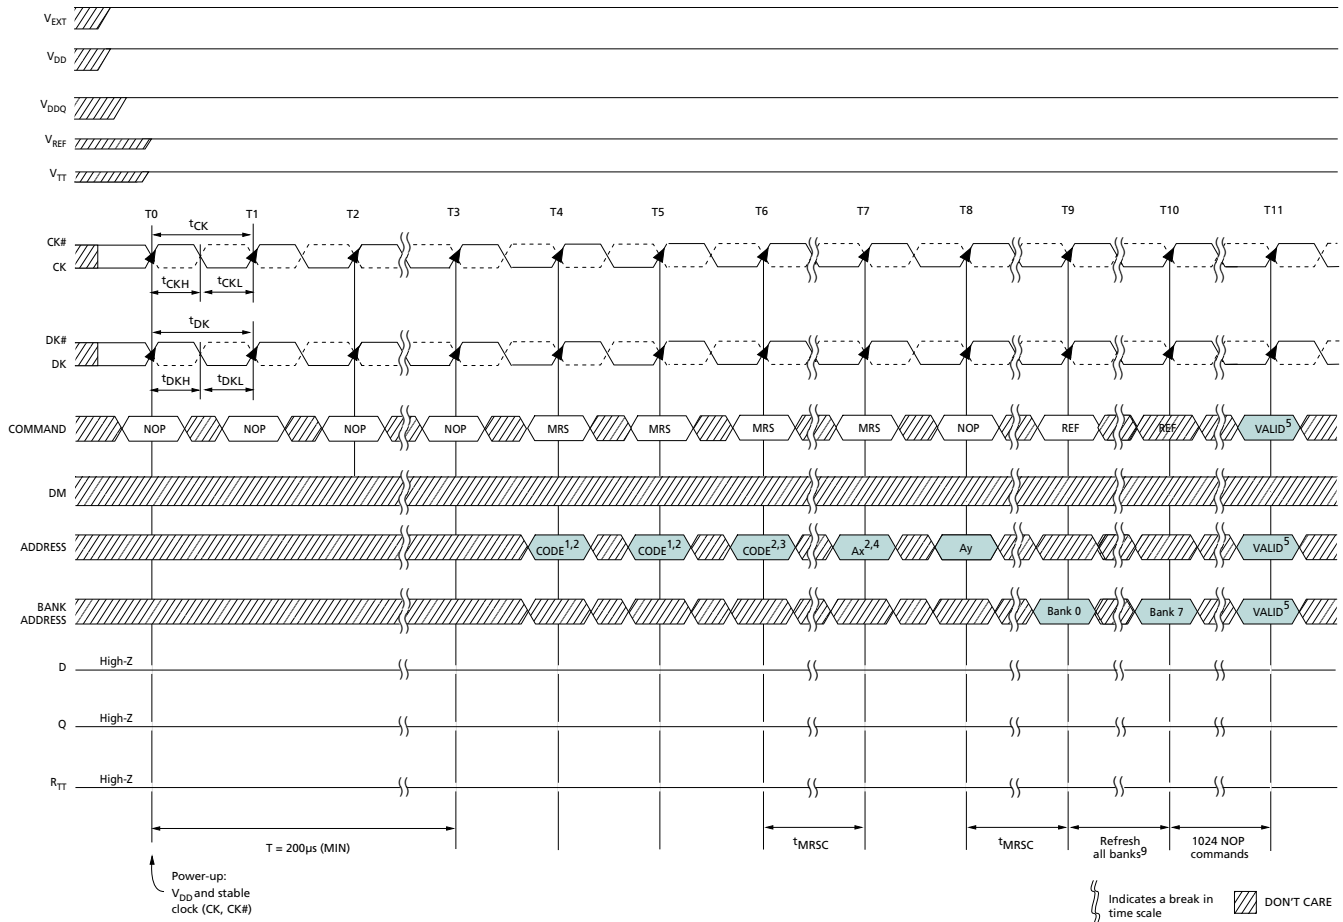 VEXT
VDD
VDDQ
VREF
VTT
T0 T1 T2 T3 T4 T5 T6 T7 T8 T9 T10 T11
tCK
CK#
CK
tCKH tCKL
tDK
DK#
DK
tDKH tDKL
COMMAND NOP NOP NOP NOP MRS MRS MRS MRS NOP REF REF VALID5
DM
ADDRESS CODE1,2 CODE1,2 CODE2,3 Ax2,4 Ay VALID5
BANK
ADDRESS Bank 0 Bank 7 VALID5
D High-Z
Q High-Z
RTT High-Z
T = 200µs (MIN) tMRSC tMRSC Refresh
all banks9 1024 NOP
commands
Power-up:
VDD and stable
clock (CK, CK#)
Indicates a break in
time scale
DON'T CARE